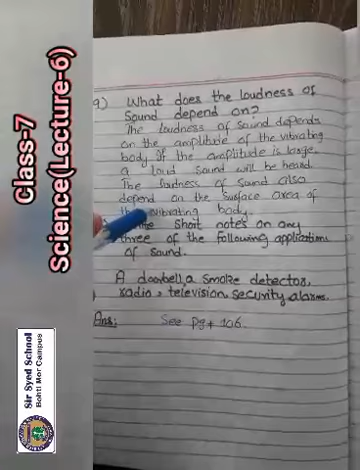 Class-7
Science(Lecture-6)
Sir Syed School
Bohti Mor Campus
9) What does the loudness of
Sound depend on?
The loudness of sound depends
on the amplitude of the vibrating
body. If the amplitude is large,
a loud sound will be heard.
The loudness of sound also
depend on the surface area of
the vibrating body.
short notes on any
three of the following applications
of sound.
A doorbell, a smoke detector,
radio, television, security alarm.
Ans: See Pg# 106.